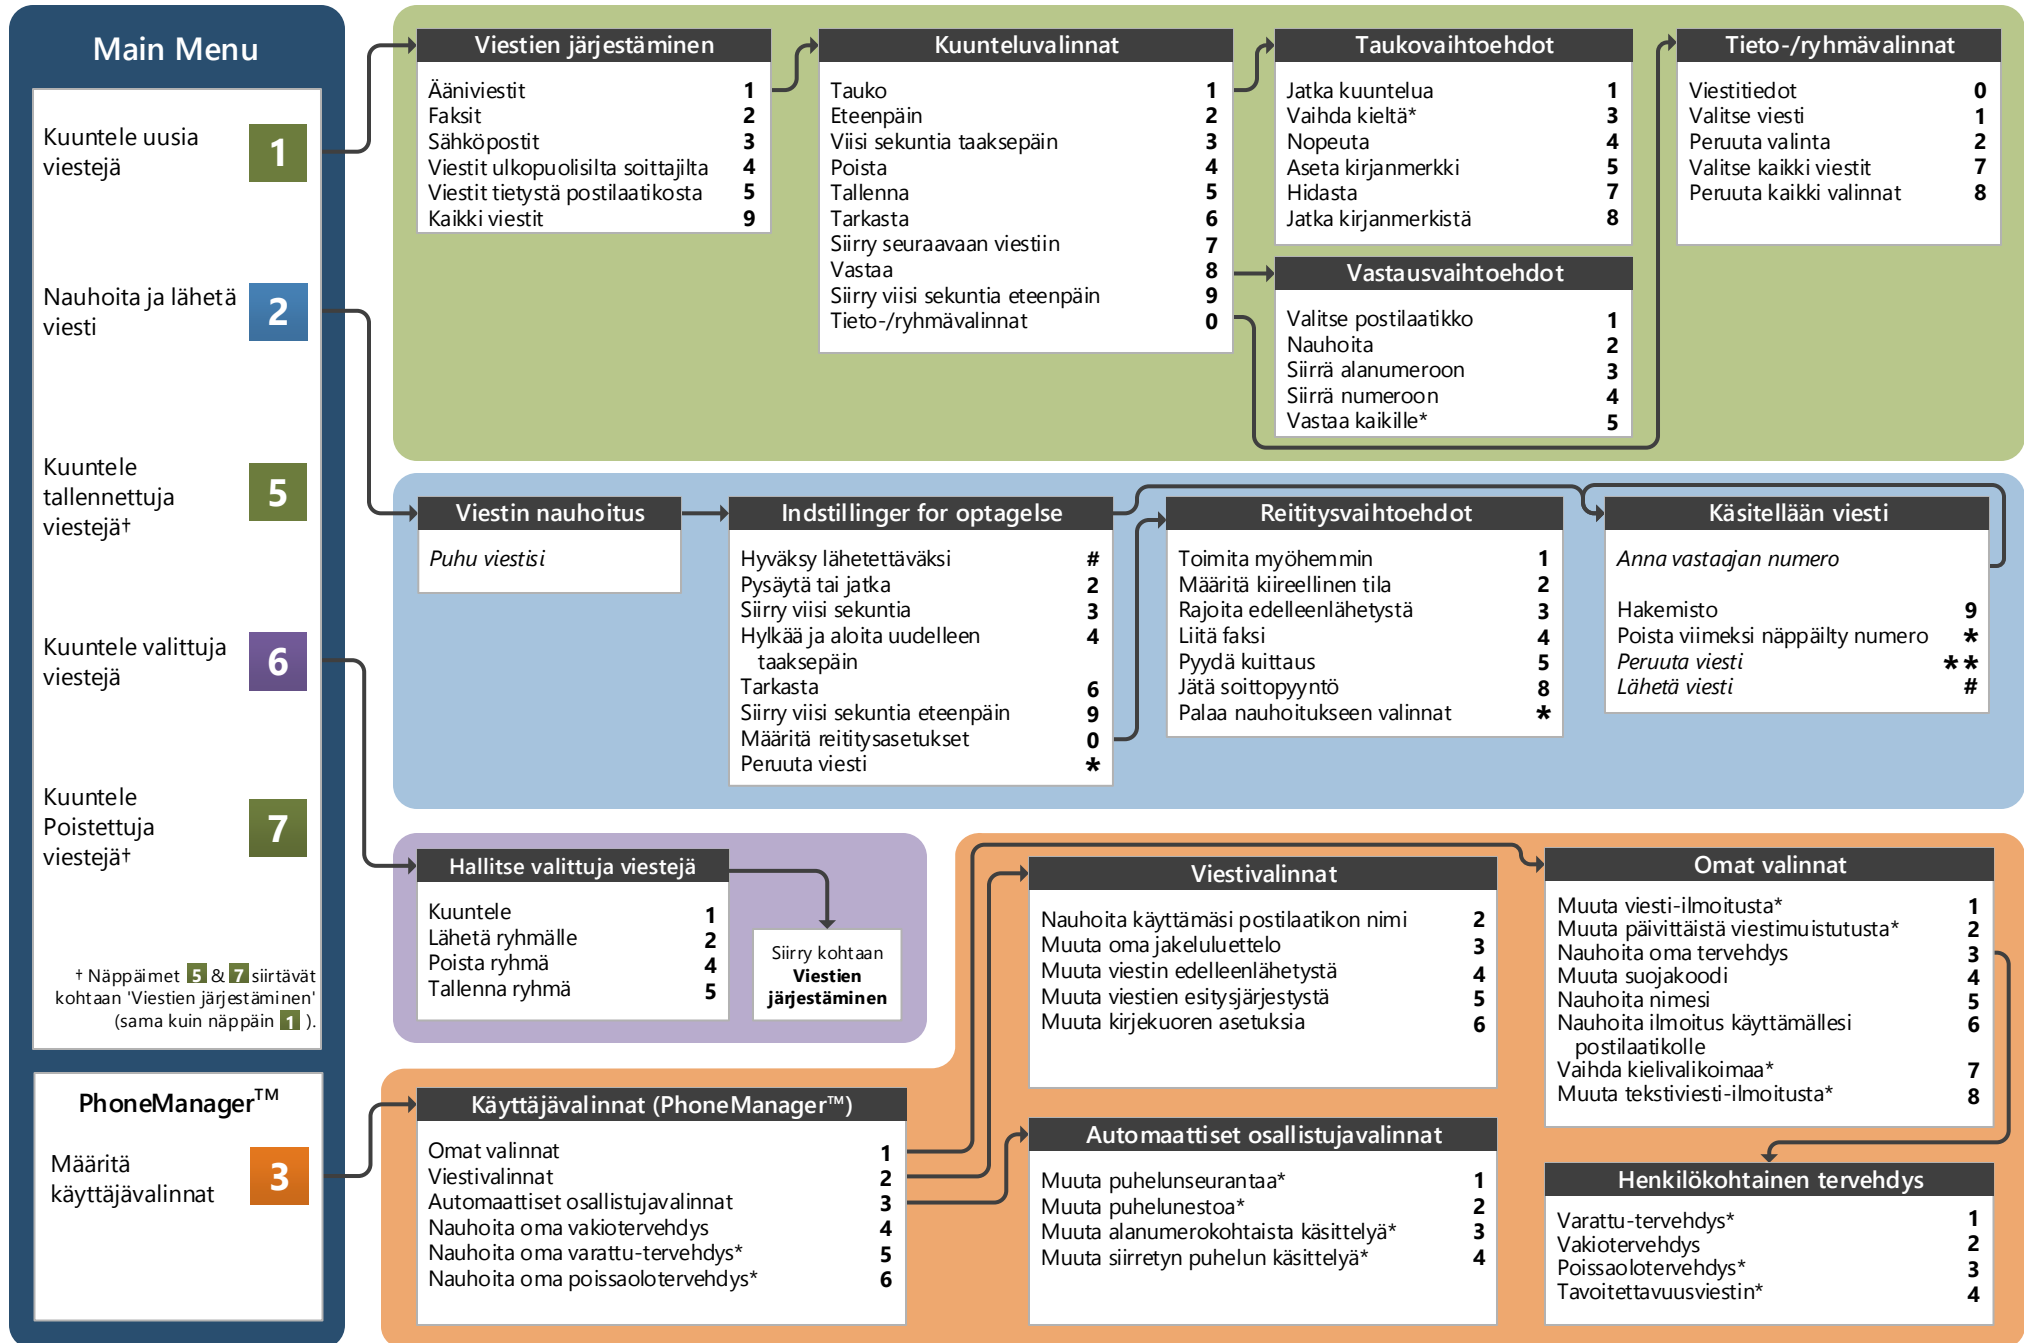 Main Menu
Kuuntele uusia
viestejä
1
Nauhoita ja lähetä
viesti
2
Kuuntele
tallennettuja
viestejä†
5
Kuuntele valittuja
viestejä
6
Kuuntele
Poistettuja
viestejä†
7
† Näppäimet 5 & 7 siirtävät
kohtaan 'Viestien järjestäminen'
(sama kuin näppäin 1 ).
PhoneManager™
Määritä
käyttäjävalinnat
3
Viestien järjestäminen
Ääniviestit 1
Faksit 2
Sähköpostit 3
Viestit ulkopuolisilta soittajilta 4
Viestit tietystä postilaatikosta 5
Kaikki viestit 9
Kuunteluvalinnat
Tauko 1
Eteenpäin 2
Viisi sekuntia taaksepäin 3
Poista 4
Tallenna 5
Tarkasta 6
Siirry seuraavaan viestiin 7
Vastaa 8
Siirry viisi sekuntia eteenpäin 9
Tieto-/ryhmävalinnat 0
Taukovaihtoehdot
Jatka kuuntelua 1
Vaihda kieltä* 3
Nopeuta 4
Aseta kirjanmerkki 5
Hidasta 7
Jatka kirjanmerkistä 8
Vastausvaihtoehdot
Valitse postilaatikko 1
Nauhoita 2
Siirrä alanumeroon 3
Siirrä numeroon 4
Vastaa kaikille* 5
Tieto-/ryhmävalinnat
Viestitiedot 0
Valitse viesti 1
Peruuta valinta 2
Valitse kaikki viestit 7
Peruuta kaikki valinnat 8
Viestin nauhoitus
Puhu viestisi
Indstillinger for optagelse
Hyväksy lähetettäväksi #
Pysäytä tai jatka 2
Siirry viisi sekuntia 3
Hylkää ja aloita uudelleen 4
taaksepäin
Tarkasta 6
Siirry viisi sekuntia eteenpäin 9
Määritä reititysasetukset 0
Peruuta viesti *
Reititysvaihtoehdot
Toimita myöhemmin 1
Määritä kiireellinen tila 2
Rajoita edelleenlähetystä 3
Liitä faksi 4
Pyydä kuittaus 5
Jätä soittopyyntö 8
Palaa nauhoitukseen valinnat *
Käsitellään viesti
Anna vastaajan numero
Hakemisto 9
Poista viimeksi näppäilty numero *
Peruuta viesti **
Lähetä viesti #
Hallitse valittuja viestejä
Kuuntele 1
Lähetä ryhmälle 2
Poista ryhmä 4
Tallenna ryhmä 5
Siirry kohtaan
Viestien
järjestäminen
Käyttäjävalinnat (PhoneManager™)
Omat valinnat 1
Viestivalinnat 2
Automaattiset osallistujavalinnat 3
Nauhoita oma vakiotervehdys 4
Nauhoita oma varattu-tervehdys* 5
Nauhoita oma poissaolotervehdys* 6
Viestivalinnat
Nauhoita käyttämäsi postilaatikon nimi 2
Muuta oma jakeluluettelo 3
Muuta viestin edelleenlähetystä 4
Muuta viestien esitysjärjestystä 5
Muuta kirjekuoren asetuksia 6
Automaattiset osallistujavalinnat
Muuta puhelunseurantaa* 1
Muuta puhelunestoa* 2
Muuta alanumerokohtaista käsittelyä* 3
Muuta siirretyn puhelun käsittelyä* 4
Omat valinnat
Muuta viesti-ilmoitusta* 1
Muuta päivittäistä viestimuistutusta* 2
Nauhoita oma tervehdys 3
Muuta suojakoodi 4
Nauhoita nimesi 5
Nauhoita ilmoitus käyttämällesi 6
postilaatikolle
Vaihda kielivalikoimaa* 7
Muuta tekstiviesti-ilmoitusta* 8
Henkilökohtainen tervehdys
Varattu-tervehdys* 1
Vakiotervehdys 2
Poissaolotervehdys* 3
Tavoitettavuusviestin* 4